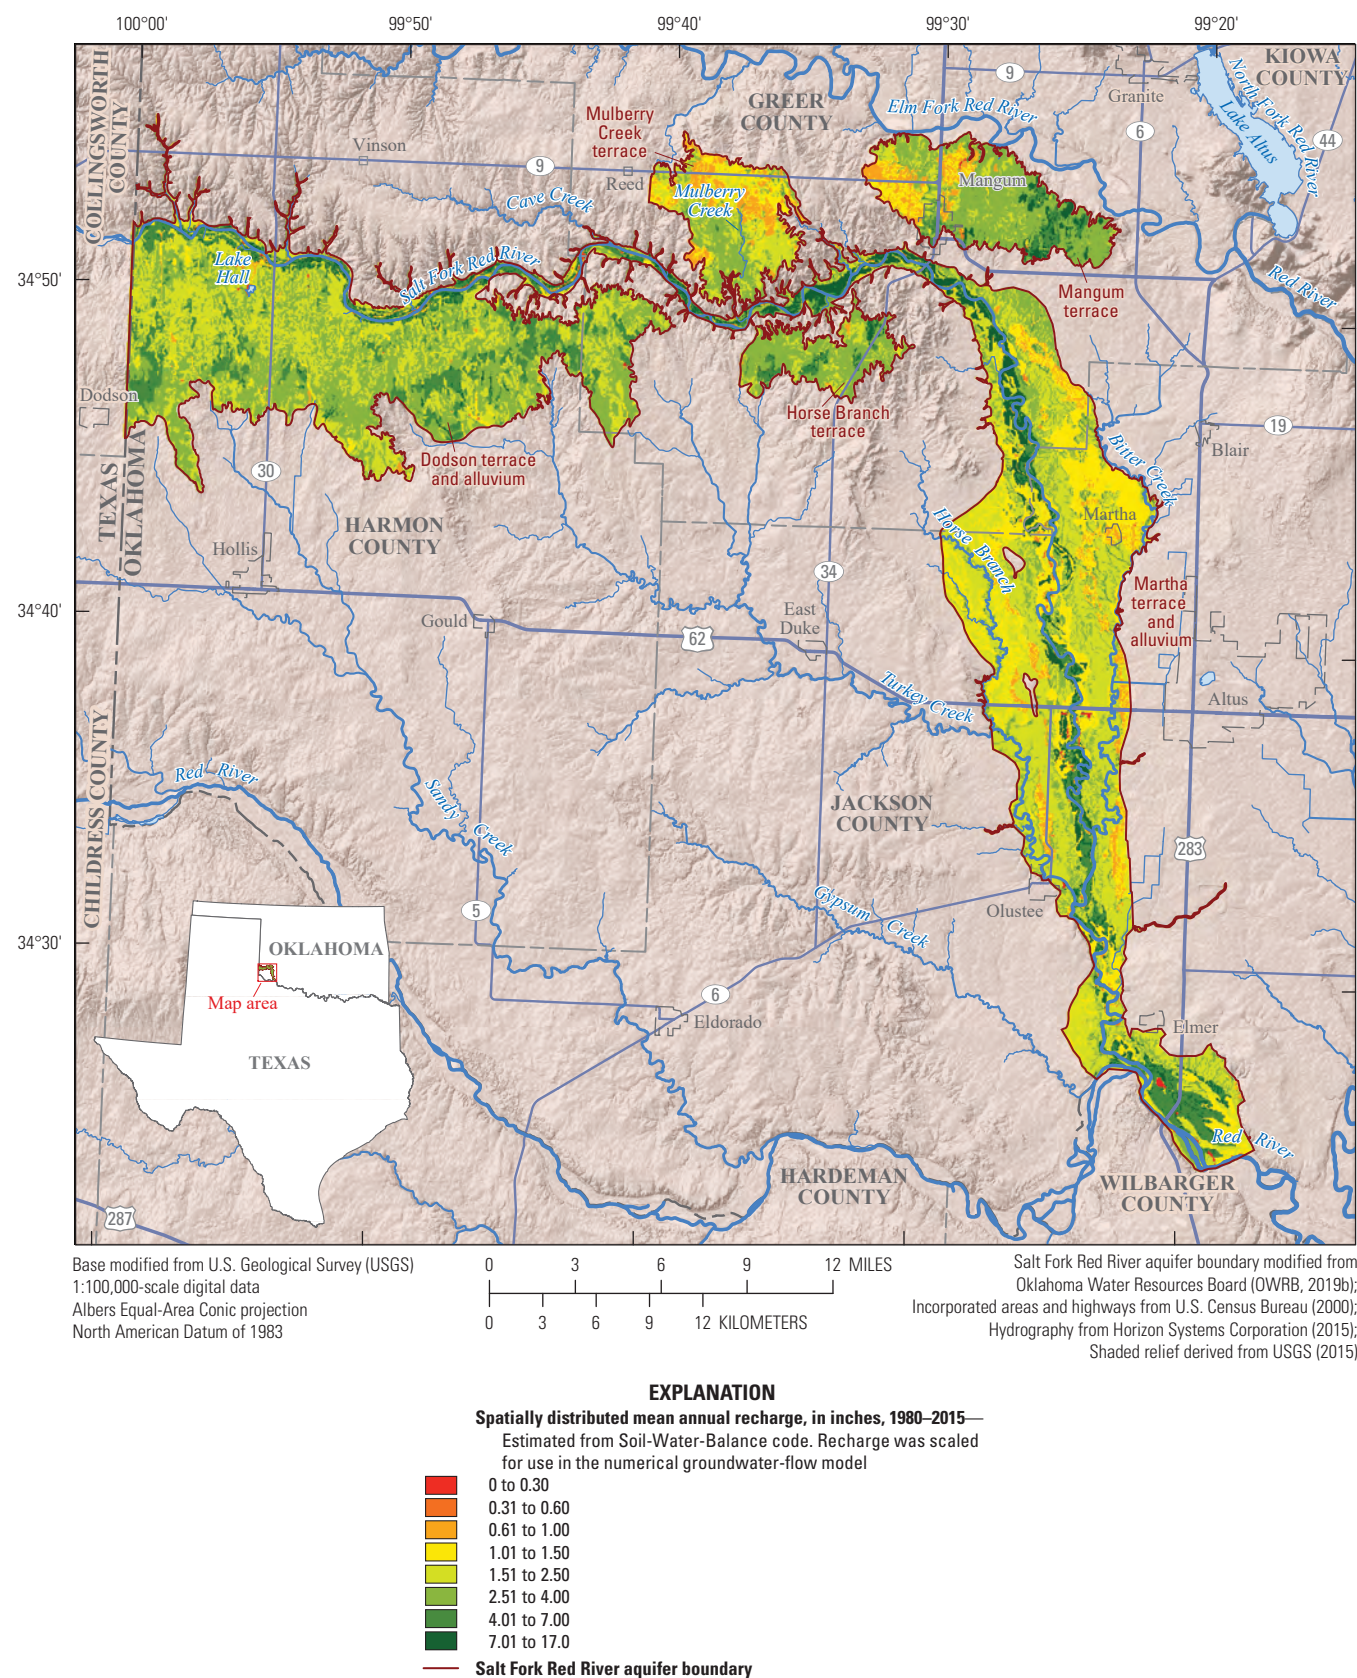 100°00'
99°50'
99°40'
99°30'
99°20'
34°50'
34°40'
34°30'
COLLINGSWORTH
COUNTY
KIOWA
COUNTY
GREER
COUNTY
Mulberry
Creek
terrace
Elm Fork Red River
North Fork Red River
Lake Altus
Granite
9
6
44
Vinson
9
Reed
Cave Creek
Mulberry
Creek
Mangum
Lake
Hall
Salt Fork Red River
Red River
Mangum
terrace
Dodson
Horse Branch
terrace
19
Blair
Bitter Creek
Dodson terrace
and alluvium
30
TEXAS
OKLAHOMA
HARMON
COUNTY
Hollis
Horse Branch
Martha
34
Martha
terrace
and
alluvium
Gould
62
East
Duke
Turkey Creek
Altus
CHILDRESS COUNTY
Red River
Sandy Creek
JACKSON
COUNTY
283
5
Gypsum Creek
Olustee
OKLAHOMA
Map area
TEXAS
6
Eldorado
Elmer
Red River
HARDEMAN
COUNTY
WILBARGER
COUNTY
287
Base modified from U.S. Geological Survey (USGS)
1:100,000-scale digital data
Albers Equal-Area Conic projection
North American Datum of 1983
0 3 6 9 12 MILES
0 3 6 9 12 KILOMETERS
Salt Fork Red River aquifer boundary modified from
Oklahoma Water Resources Board (OWRB, 2019b);
Incorporated areas and highways from U.S. Census Bureau (2000);
Hydrography from Horizon Systems Corporation (2015);
Shaded relief derived from USGS (2015)
EXPLANATION
Spatially distributed mean annual recharge, in inches, 1980–2015—
Estimated from Soil-Water-Balance code. Recharge was scaled
for use in the numerical groundwater-flow model
0 to 0.30
0.31 to 0.60
0.61 to 1.00
1.01 to 1.50
1.51 to 2.50
2.51 to 4.00
4.01 to 7.00
7.01 to 17.0
Salt Fork Red River aquifer boundary